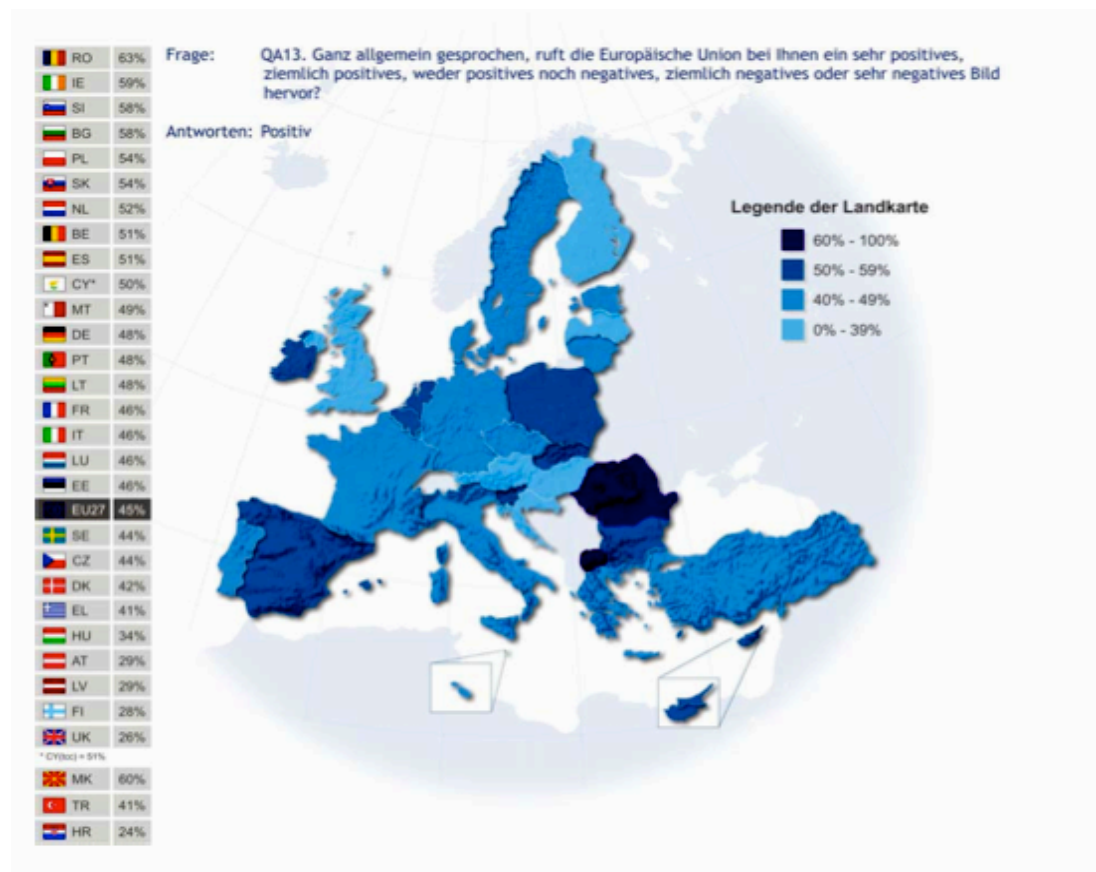 Frage: QA13. Ganz allgemein gesprochen, ruft die Europäische Union bei Ihnen ein sehr positives,
ziemlich positives, weder positives noch negatives, ziemlich negatives oder sehr negatives Bild
hervor?
Antworten: Positiv
RO 63%
IE 59%
SI 58%
BG 58%
PL 54%
SK 54%
NL 52%
BE 51%
ES 51%
CY* 50%
MT 49%
DE 48%
PT 48%
LT 48%
FR 46%
IT 46%
LU 46%
EE 46%
EU27 45%
SE 44%
CZ 44%
DK 42%
EL 41%
HU 34%
AT 29%
LV 29%
FI 28%
UK 26%
* CY(tcc) = 51%
MK 60%
TR 41%
HR 24%
Legende der Landkarte
60% - 100%
50% - 59%
40% - 49%
0% - 39%